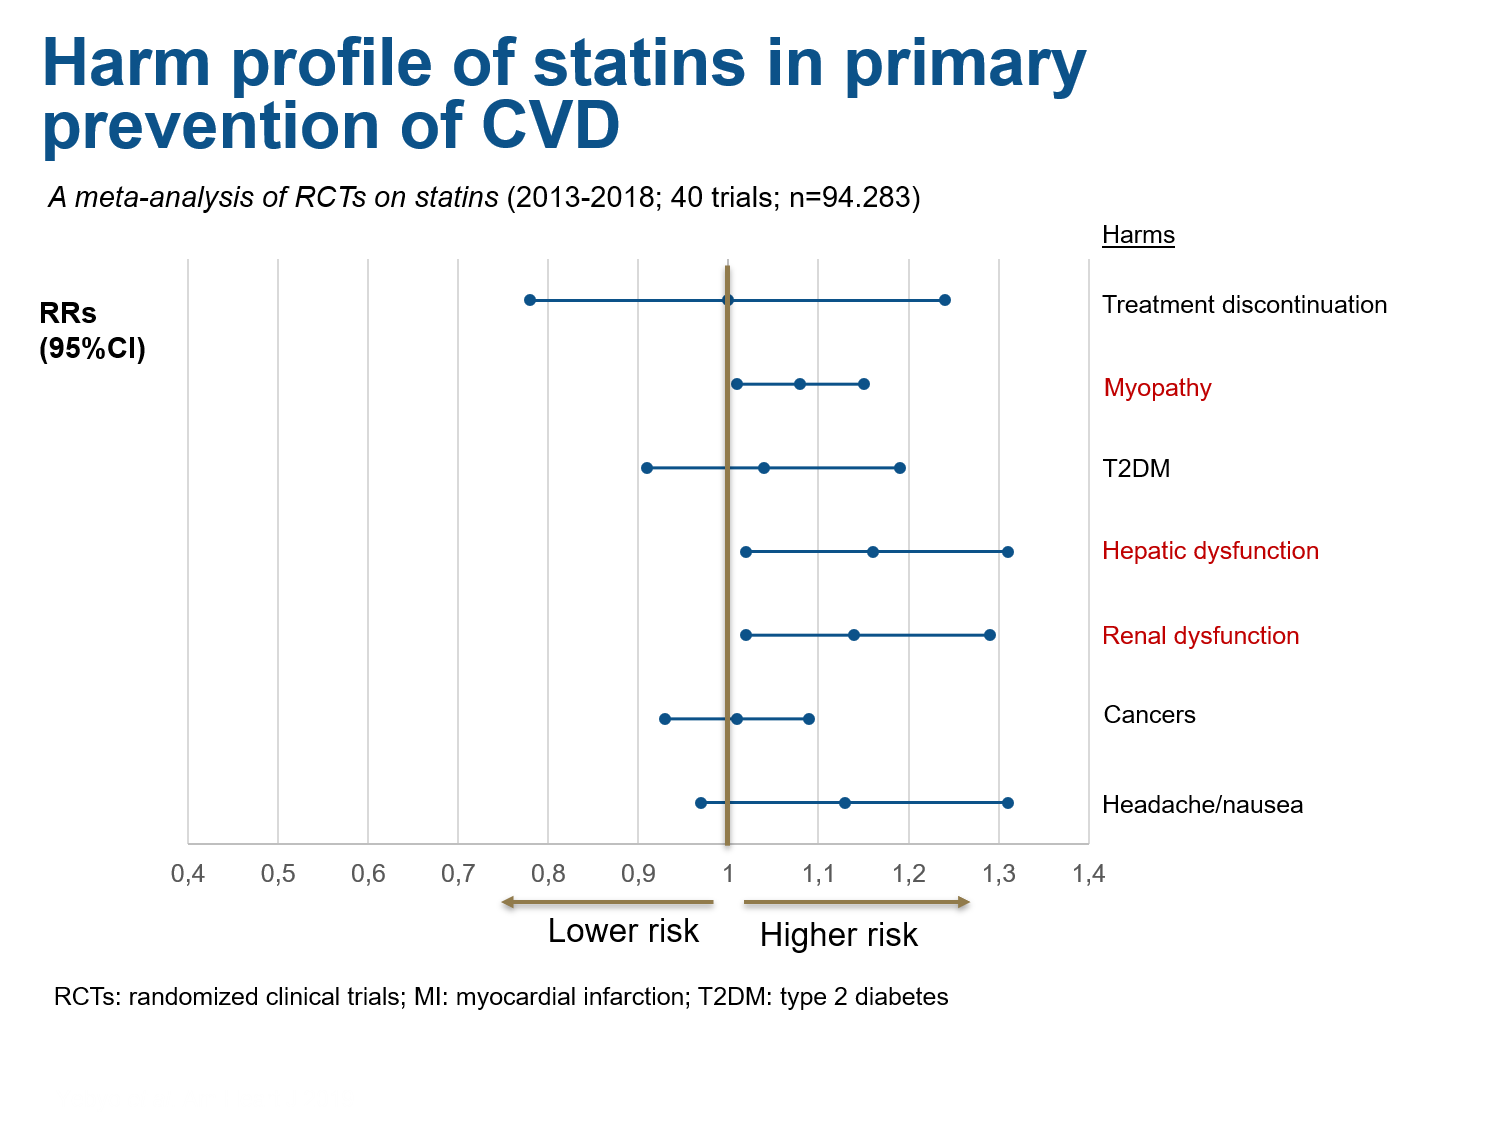 Harm profile of statins in primary
prevention of CVD
A meta-analysis of RCTs on statins (2013-2018; 40 trials; n=94.283)
Harms
RRs
(95%CI)
Treatment discontinuation
Myopathy
T2DM
Hepatic dysfunction
Renal dysfunction
Cancers
Headache/nausea
0,4 0,5 0,6 0,7 0,8 0,9 1 1,1 1,2 1,3 1,4
Lower risk Higher risk
RCTs: randomized clinical trials; MI: myocardial infarction; T2DM: type 2 diabetes